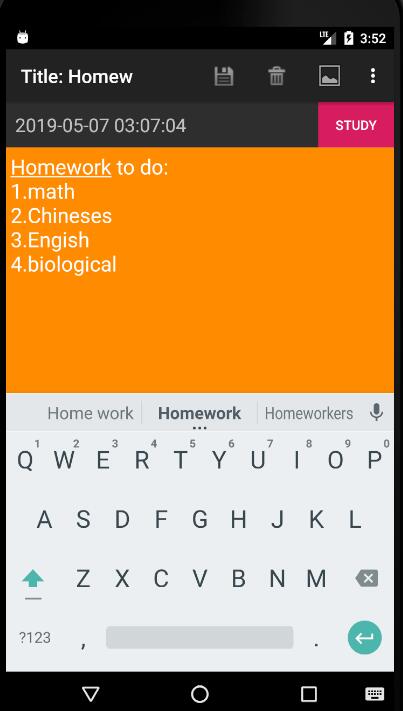 LTE 3:52
Title: Homew
2019-05-07 03:07:04 STUDY
Homework to do:
1.math
2.Chineses
3.Engish
4.biological
Home work Homework Homeworkers
1 2 3 4 5 6 7 8 9 0
Q W E R T Y U I O P
A S D F G H J K L
Z X C V B N M
?123 , .